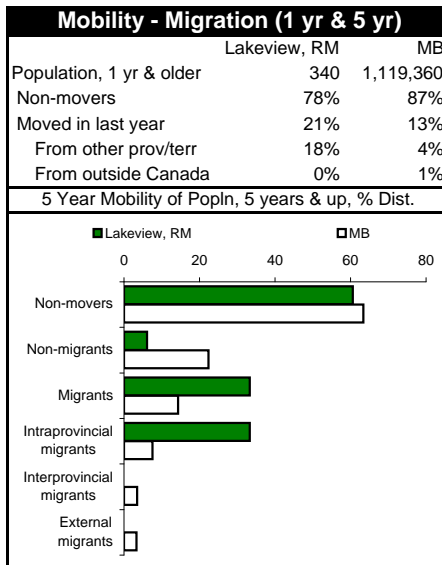 Mobility - Migration (1 yr & 5 yr)
Lakeview, RM MB
Population, 1 yr & older 340 1,119,360
Non-movers 78% 87%
Moved in last year 21% 13%
From other prov/terr 18% 4%
From outside Canada 0% 1%
5 Year Mobility of Popln, 5 years & up, % Dist.
Lakeview, RM MB
0 20 40 60 80
Non-movers
Non-migrants
Migrants
Intraprovincial
migrants
Interprovincial
migrants
External
migrants